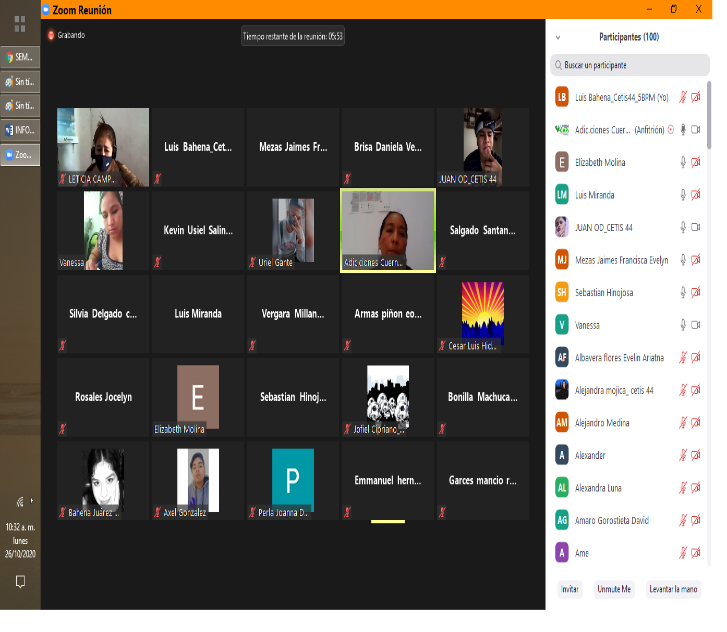 Zoom Reunión
Grabando
Tiempo restante de la reunión: 05:53
SEM...
Sin tí...
Sin tí...
INFO...
Zoo...
LETICIA CAMP...
Luis Bahena_Cet...
Mezas Jaimes Fr...
Brisa Daniela Ve...
JUAN OD_CETIS 44
Vanessa
Kevin Usiel Salin...
Uriel Gante
Adicciones Cuern...
Salgado Santan...
Silvia Delgado c...
Luis Miranda
Vergara Millan...
Armas piñon eo...
Cesar Luis Hid...
Rosales Jocelyn
E
Elizabeth Molina
Sebastian Hinoj...
Jofiel Cipriano_...
Bonilla Machuca...
Bahena Juárez ...
Axel Gonzalez
P
Perla Joanna D...
Emmanuel hern...
Garces mancio r...
10:32 a. m.
lunes
26/10/2020
Participantes (100)
Buscar un participante
LB Luis Bahena_Cetis44_5BPM (Yo)
Adicciones Cuer... (Anfitrión)
E Elizabeth Molina
LM Luis Miranda
JUAN OD_CETIS 44
MJ Mezas Jaimes Francisca Evelyn
SH Sebastian Hinojosa
V Vanessa
AF Albavera flores Evelin Ariatna
Alejandra mojica_ cetis 44
AM Alejandro Medina
A Alexander
AL Alexandra Luna
AG Amaro Gorostieta David
A Ame
Invitar
Unmute Me
Levantar la mano